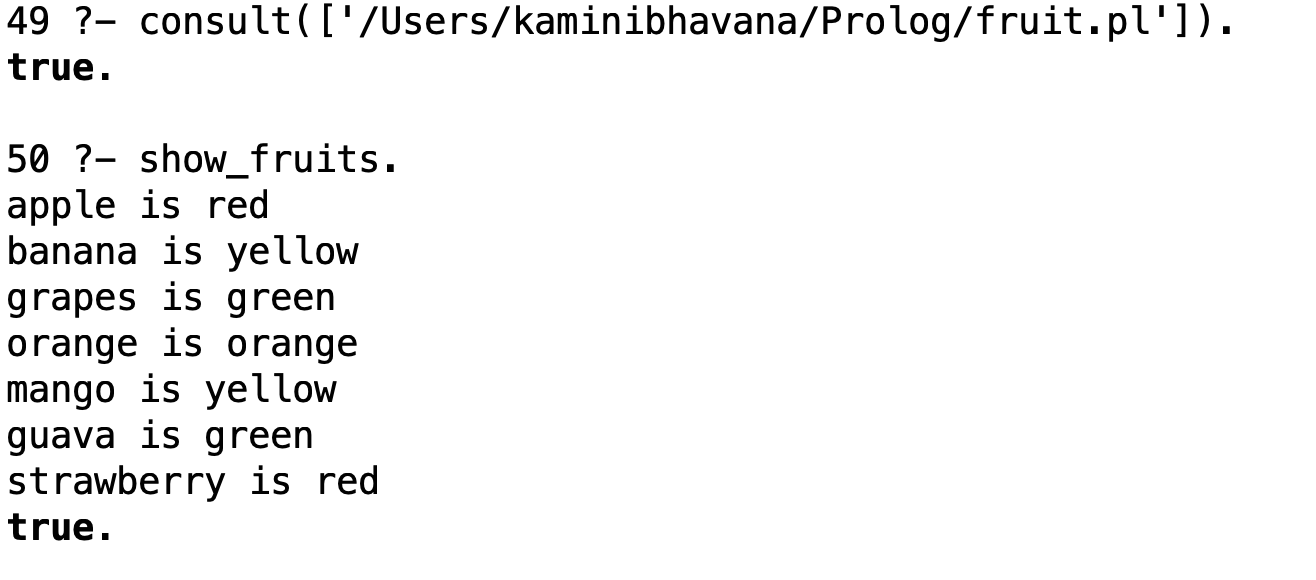 49 ?- consult(['/Users/kaminibhavana/Prolog/fruit.pl']).
true.
50 ?- show_fruits.
apple is red
banana is yellow
grapes is green
orange is orange
mango is yellow
guava is green
strawberry is red
true.